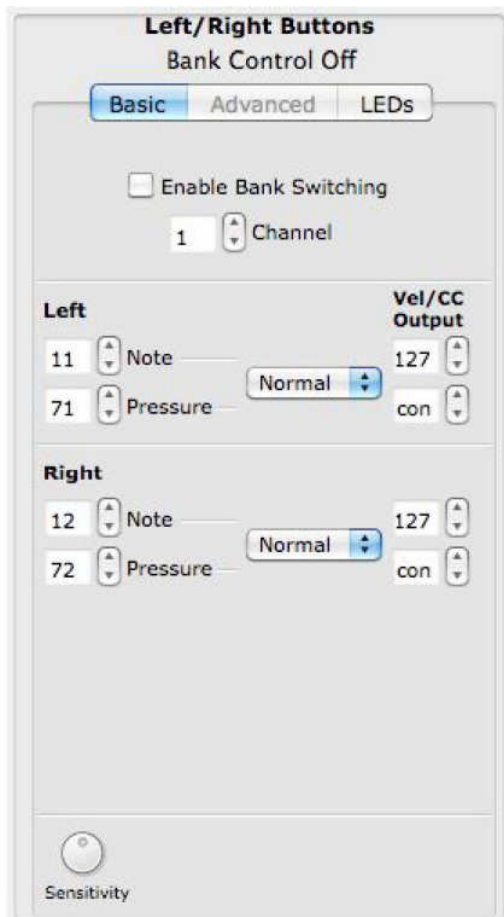 Left/Right Buttons
Bank Control Off
Basic Advanced LEDs
Enable Bank Switching
1 Channel
Left Vel/CC
Output
11 Note 127
Normal
71 Pressure con
Right
12 Note 127
Normal
72 Pressure con
Sensitivity